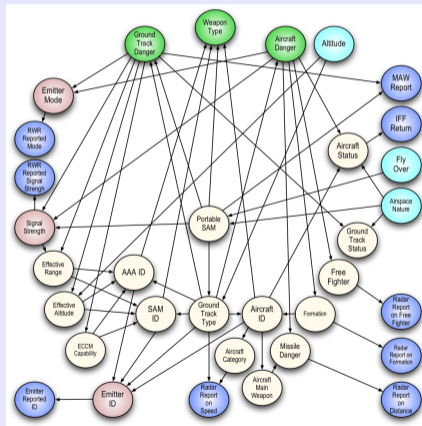 Ground
Track
Danger
Weapon
Type
Aircraft
Danger
Altitude
Emitter
Mode
MAW
Report
RWR
Reported
Mode
IFF
Return
Aircraft
Status
RWR
Reported
Signal
Strengh
Fly
Over
Signal
Strength
Portable
SAM
Airspace
Nature
Ground
Track
Status
Effective
Range
AAA ID
Free
Fighter
Effective
Altitude
SAM
ID
Ground
Track
Type
Aircraft
ID
Formation
Radar
Report
on Free
Fighter
ECCM
Capability
Aircraft
Category
Missile
Danger
Radar
Report on
Formation
Emitter
Reported
ID
Emitter
ID
Radar
Report
on
Speed
Aircraft
Main
Weapon
Radar
Report
on
Distance